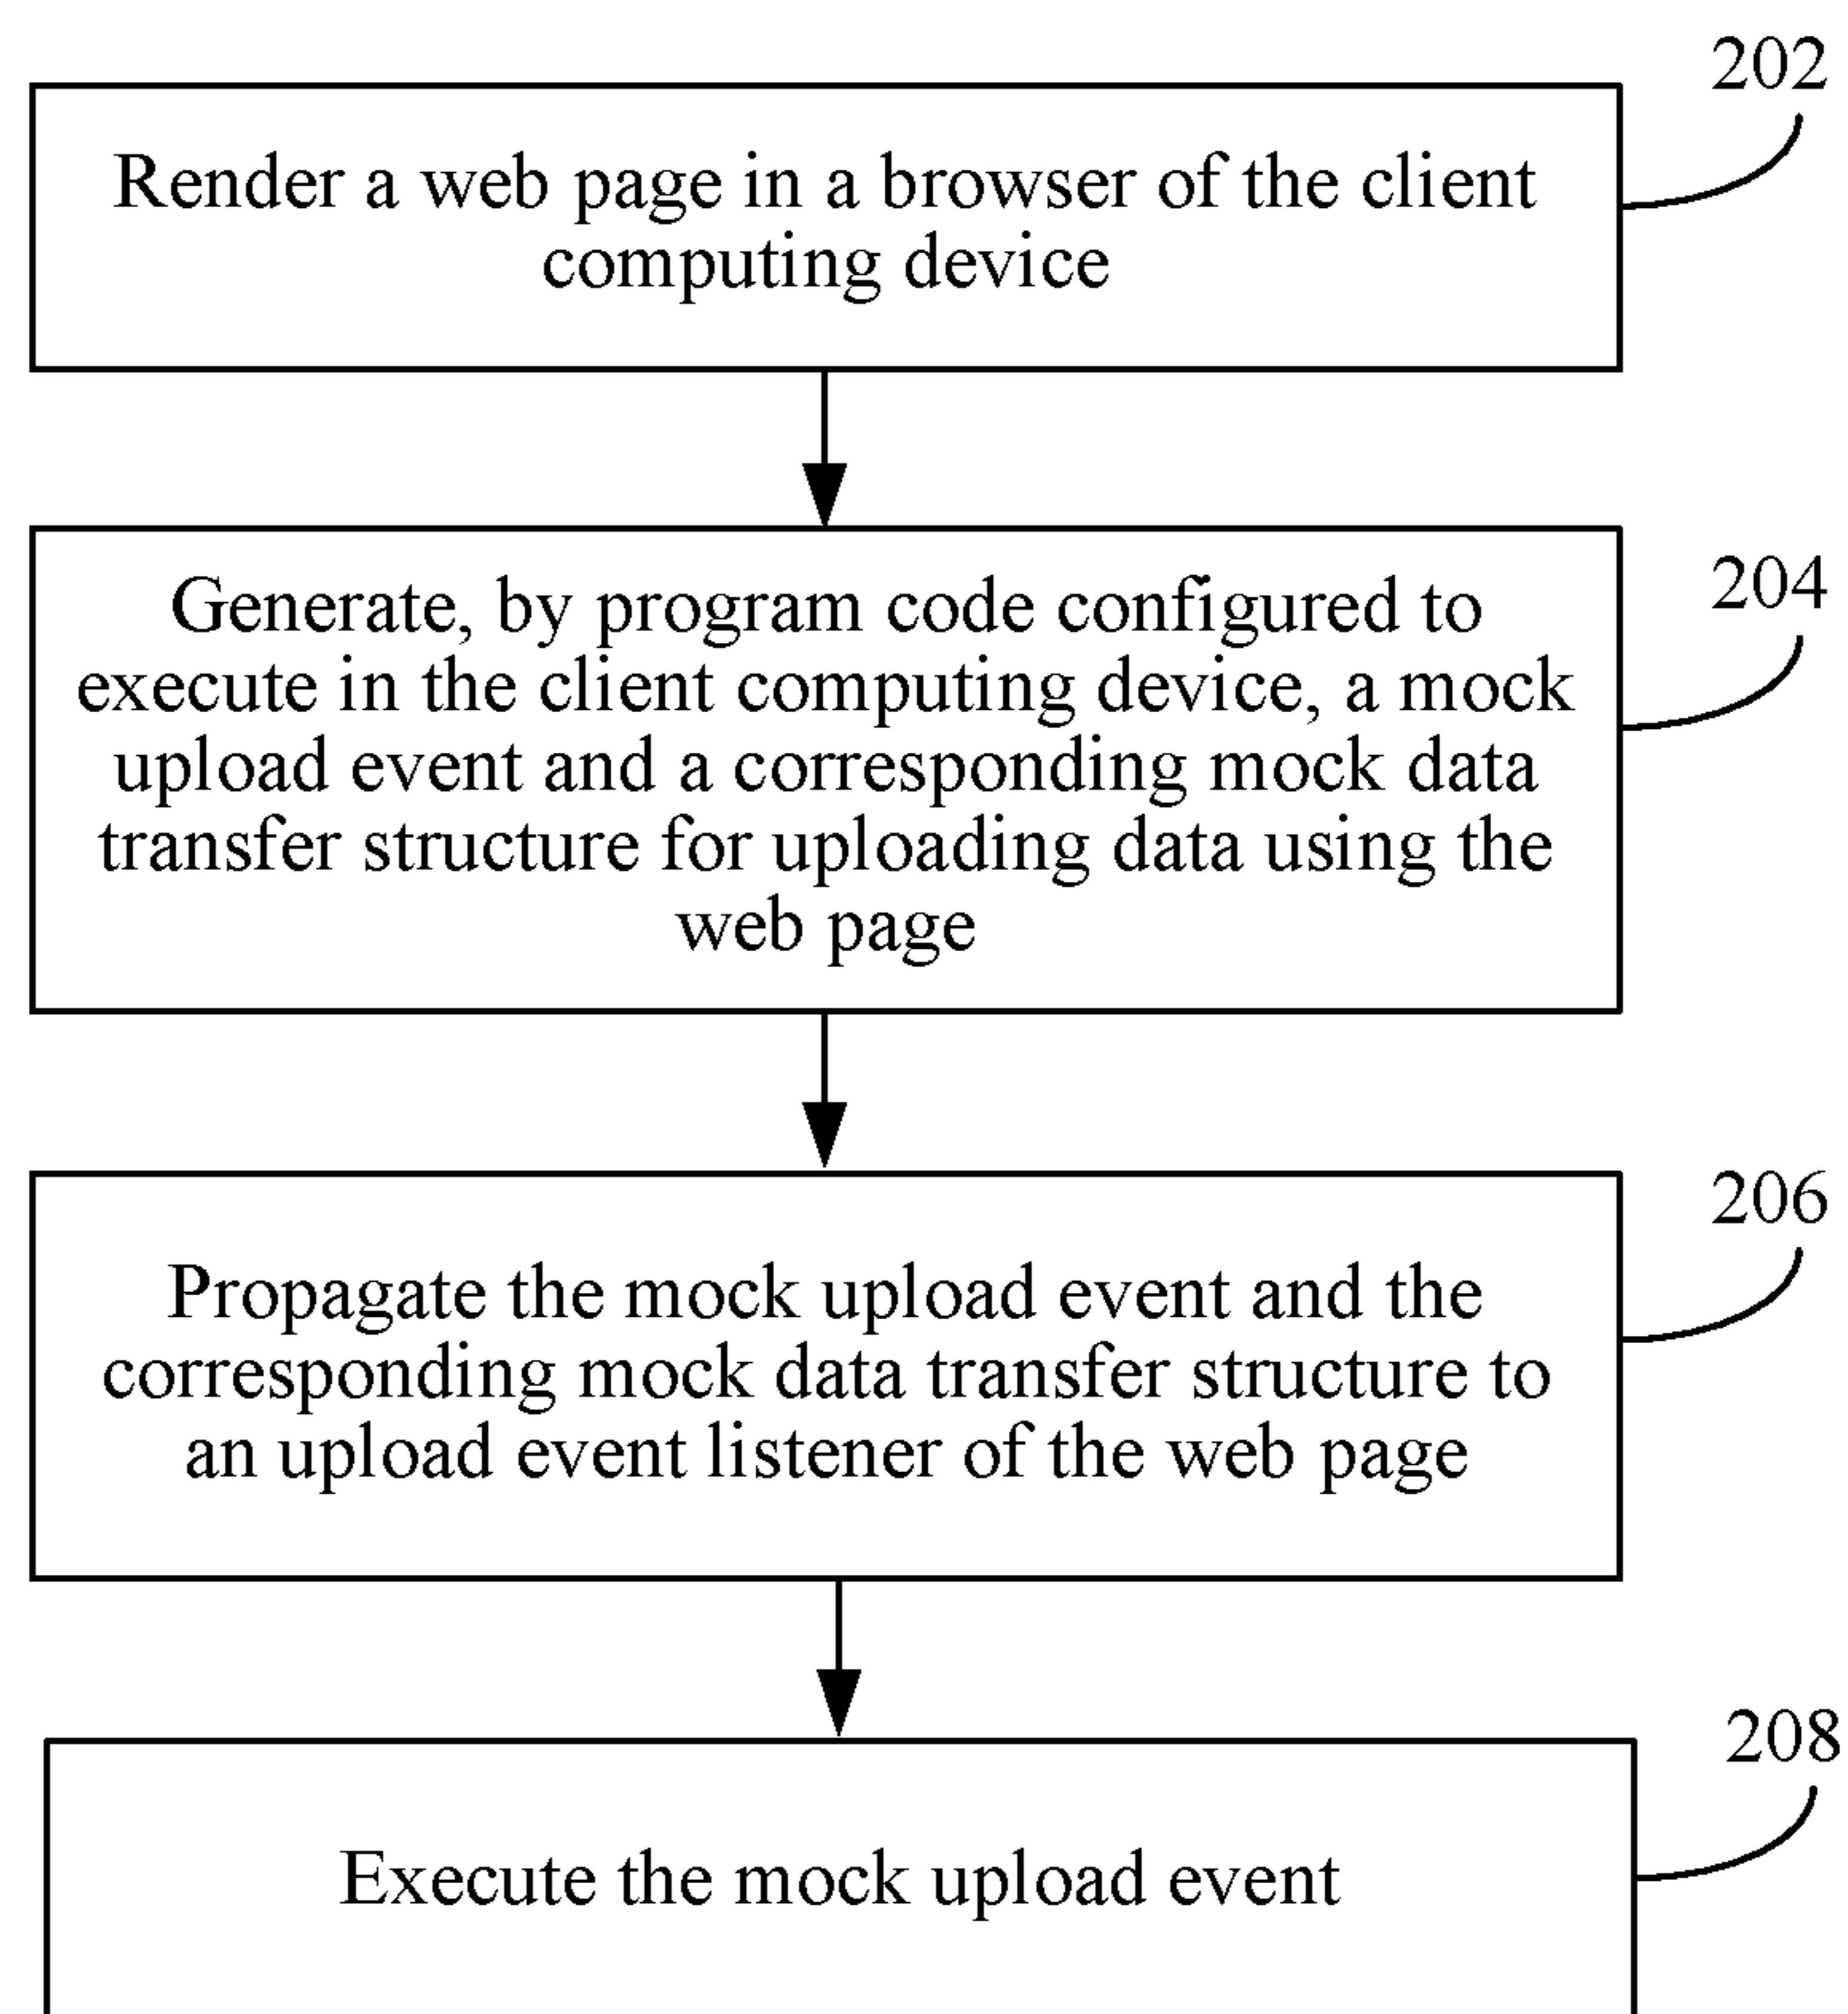 202
Render a web page in a browser of the client
computing device
204
Generate, by program code configured to
execute in the client computing device, a mock
upload event and a corresponding mock data
transfer structure for uploading data using the
web page
206
Propagate the mock upload event and the
corresponding mock data transfer structure to
an upload event listener of the web page
208
Execute the mock upload event